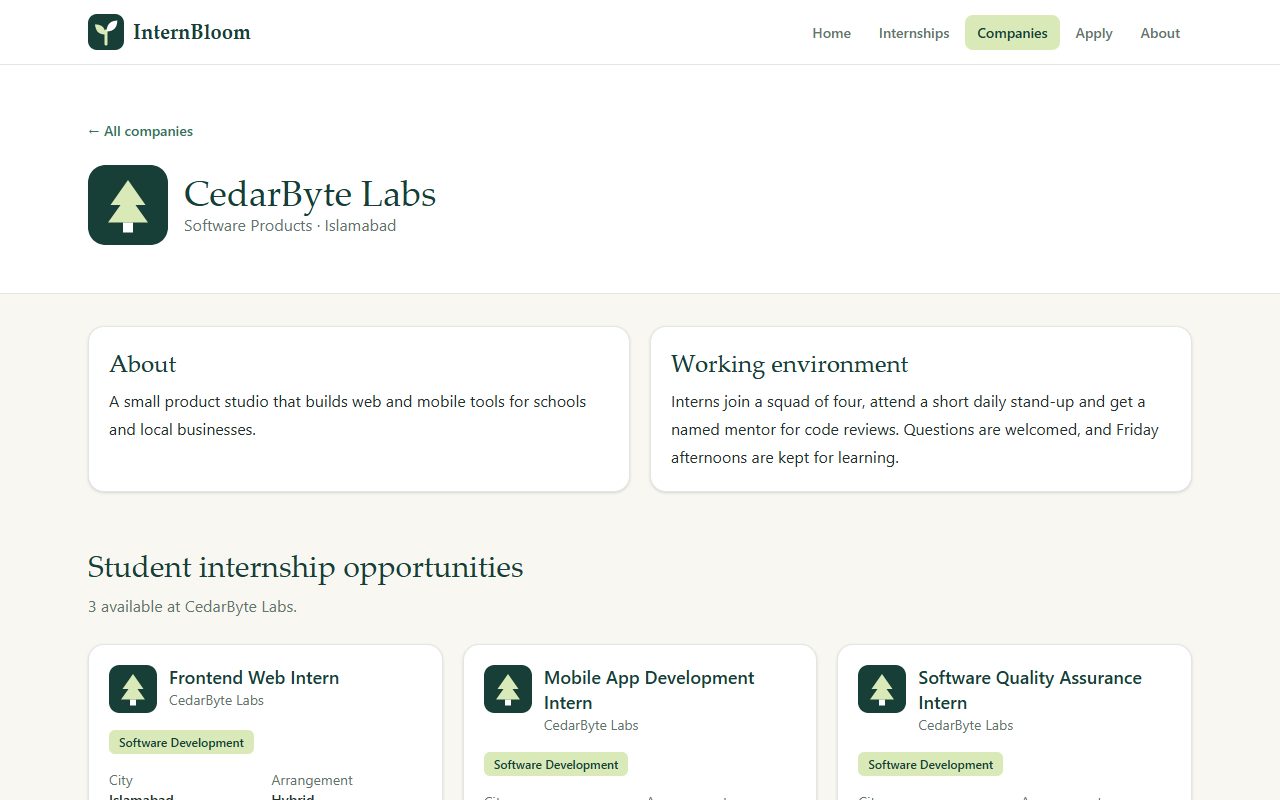 InternBloom
Home Internships Companies Apply About
← All companies
CedarByte Labs
Software Products · Islamabad
About
A small product studio that builds web and mobile tools for schools
and local businesses.
Working environment
Interns join a squad of four, attend a short daily stand-up and get a
named mentor for code reviews. Questions are welcomed, and Friday
afternoons are kept for learning.
Student internship opportunities
3 available at CedarByte Labs.
Frontend Web Intern
CedarByte Labs
Software Development
City Arrangement
Islamabad Hybrid
Mobile App Development
Intern
CedarByte Labs
Software Development
Software Quality Assurance
Intern
CedarByte Labs
Software Development